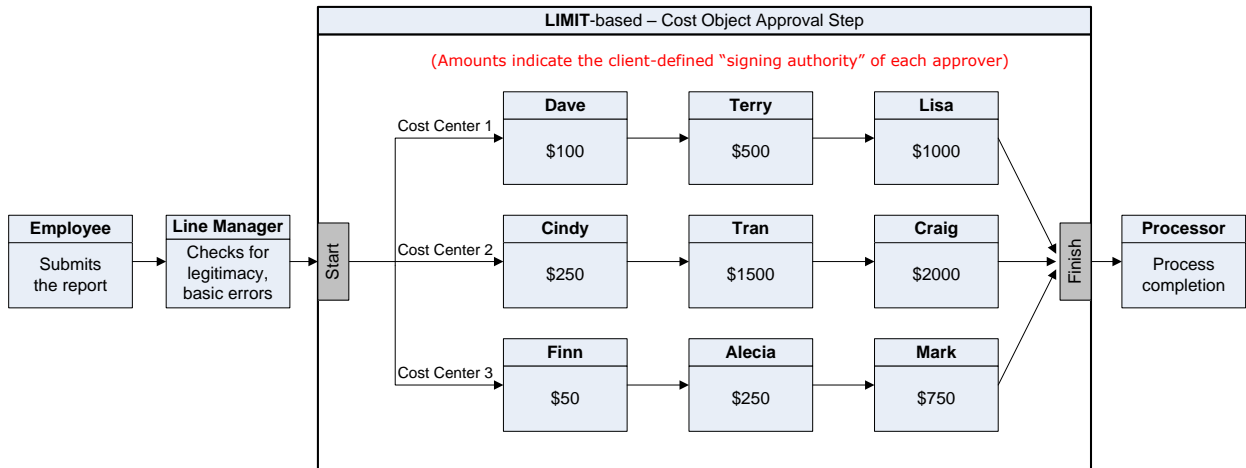 LIMIT-based – Cost Object Approval Step
(Amounts indicate the client-defined “signing authority” of each approver)
Cost Center 1
Dave
$100
Terry
$500
Lisa
$1000
Employee
Submits
the report
Line Manager
Checks for
legitimacy,
basic errors
Start
Cost Center 2
Cindy
$250
Tran
$1500
Craig
$2000
Finish
Processor
Process
completion
Cost Center 3
Finn
$50
Alecia
$250
Mark
$750